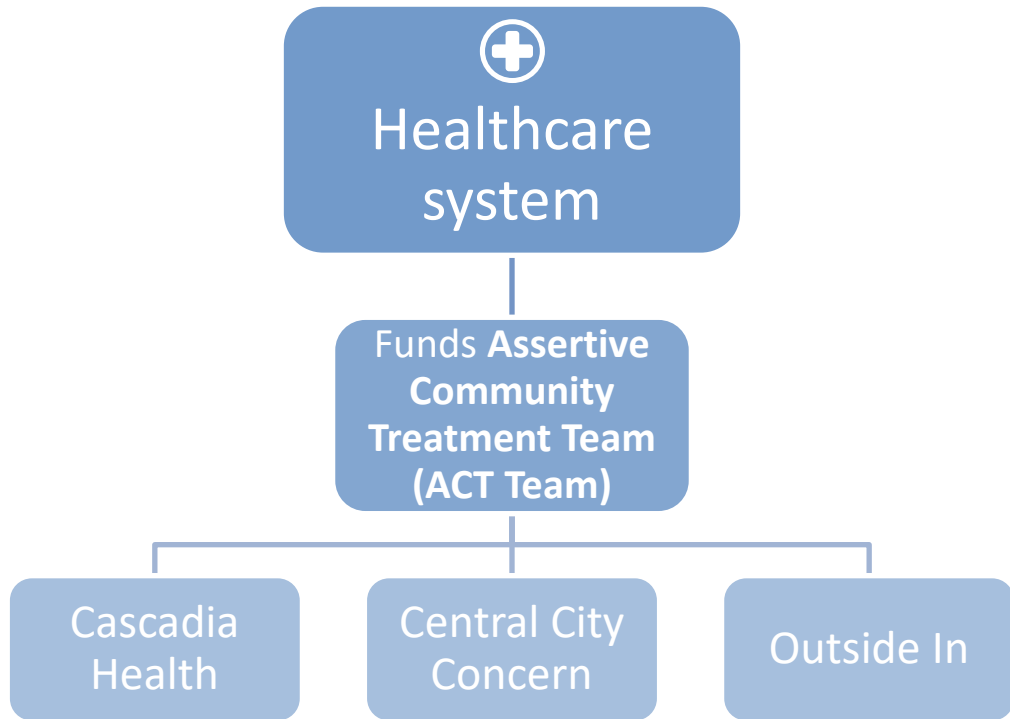 Healthcare
system
Funds Assertive
Community
Treatment Team
(ACT Team)
Cascadia
Health
Central City
Concern
Outside In